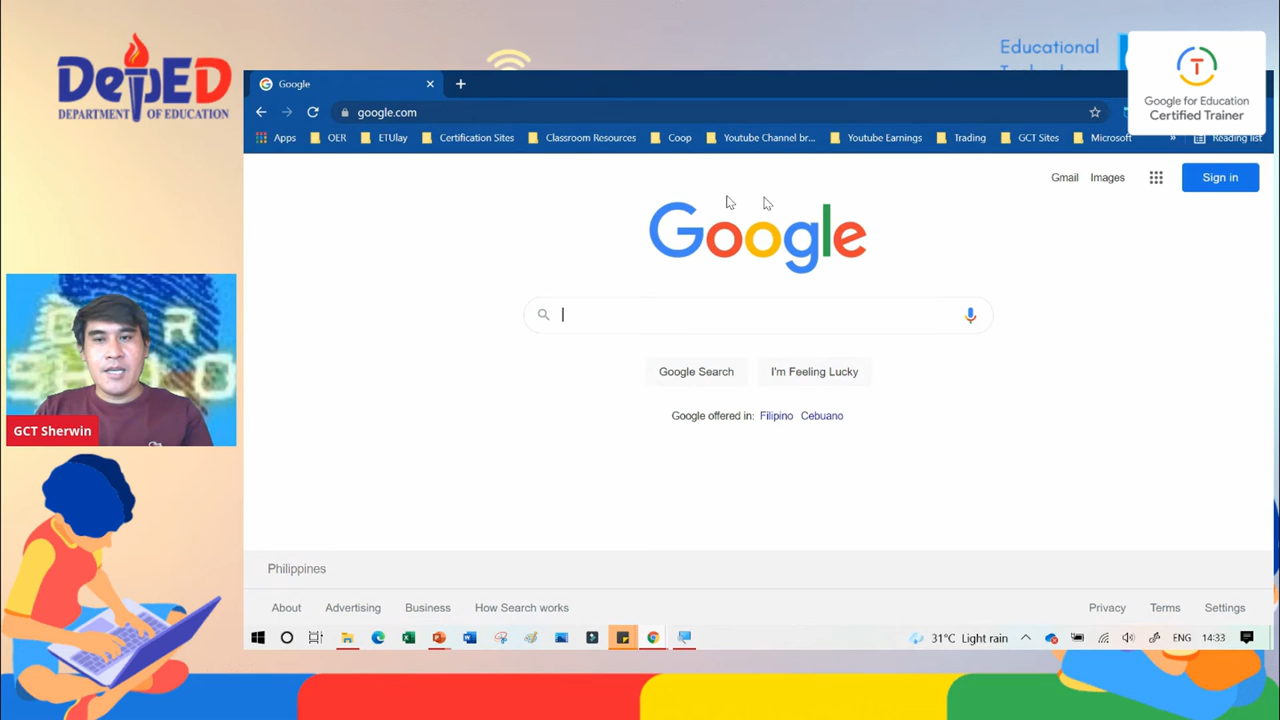 DepED
DEPARTMENT OF EDUCATION
Educational
Google for Education
Certified Trainer
Google
google.com
Apps OER ETUlay Certification Sites Classroom Resources Coop Youtube Channel br... Youtube Earnings Trading GCT Sites Microsoft » Reading list
Gmail Images Sign in
Google
Google Search I'm Feeling Lucky
Google offered in: Filipino Cebuano
GCT Sherwin
Philippines
About Advertising Business How Search works Privacy Terms Settings
31°C Light rain ENG 14:33